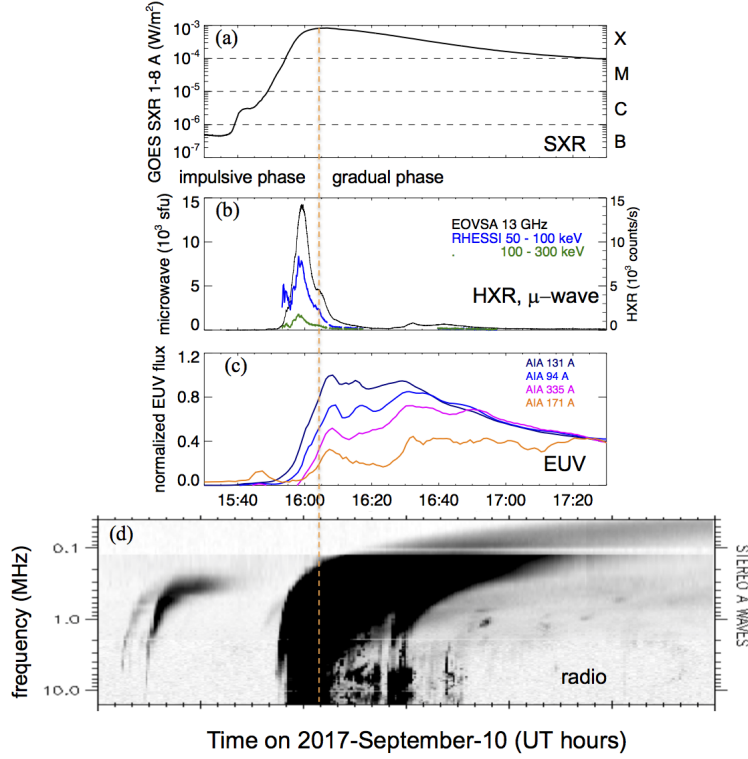 (a)
GOES SXR 1-8 A (W/m²)
10⁻³
10⁻⁴
10⁻⁵
10⁻⁶
10⁻⁷
X
M
C
B
SXR
impulsive phase
gradual phase
(b)
microwave (10³ sfu)
15
10
5
0
EOVSA 13 GHz
RHESSI 50 - 100 keV
. 100 - 300 keV
HXR, μ-wave
15
10
5
0
HXR (10³ counts/s)
(c)
normalized EUV flux
1.2
0.8
0.4
0.0
AIA 131 A
AIA 94 A
AIA 335 A
AIA 171 A
EUV
15:40 16:00 16:20 16:40 17:00 17:20
(d)
frequency (MHz)
0.1
1.0
10.0
radio
STEREO A WAVES
Time on 2017-September-10 (UT hours)